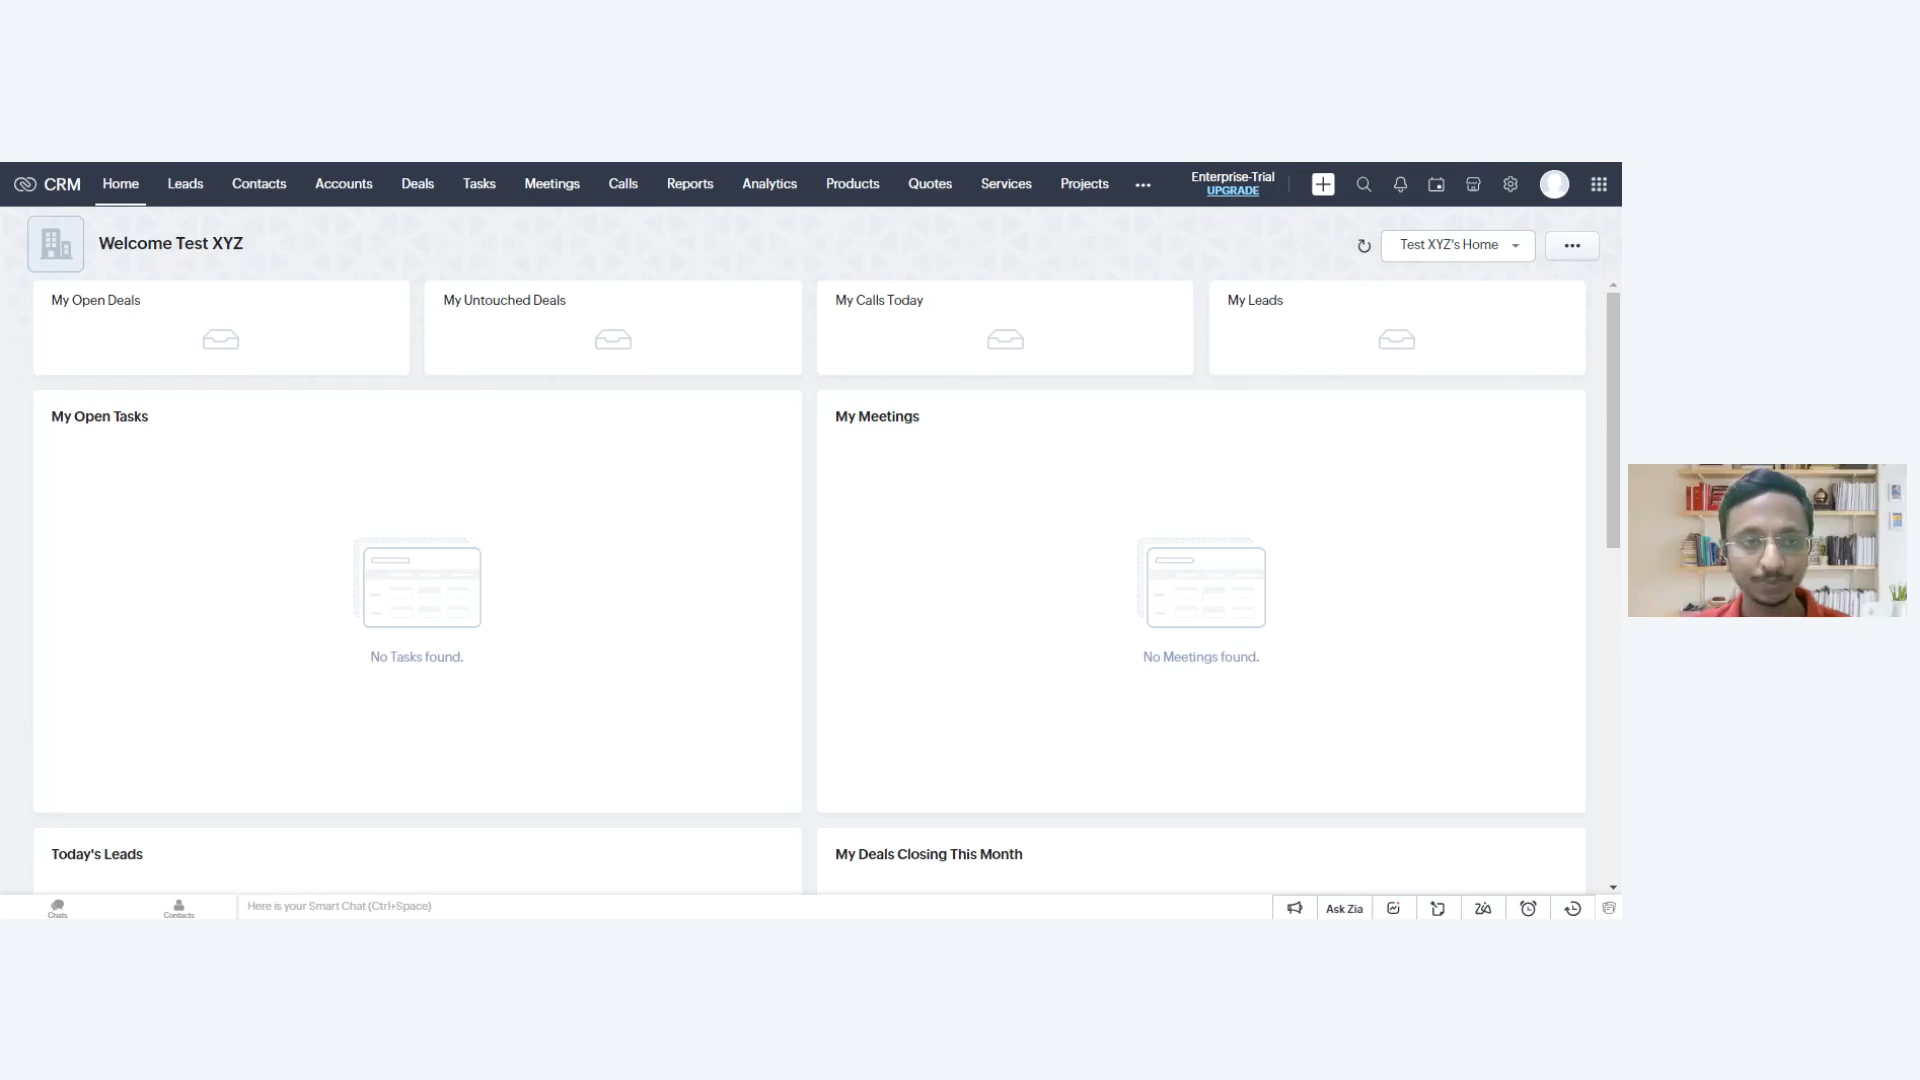 CRM Home Leads Contacts Accounts Deals Tasks Meetings Calls Reports Analytics Products Quotes Services Projects Enterprise-Trial
UPGRADE
Welcome Test XYZ
Test XYZ's Home
My Open Deals
My Untouched Deals
My Calls Today
My Leads
My Open Tasks
My Meetings
No Tasks found.
No Meetings found.
Today's Leads
My Deals Closing This Month
Chats
Contacts
Here is your Smart Chat (Ctrl+Space)
Ask Zia